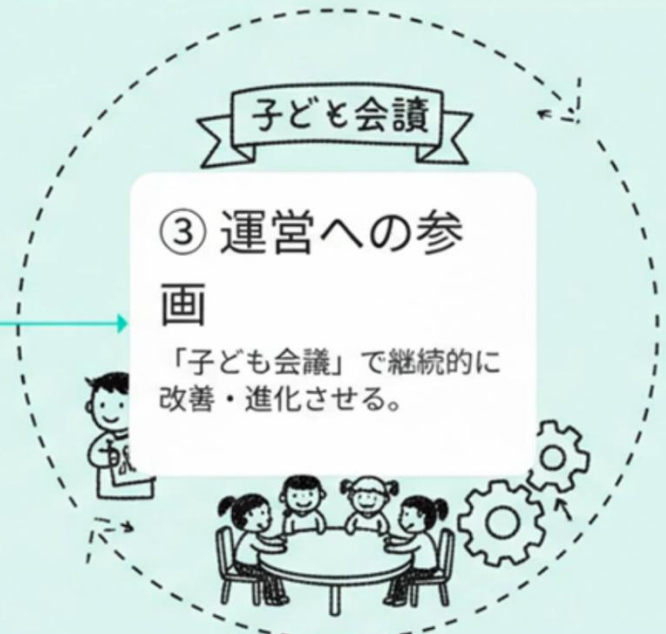 子ども会議
③ 運営への参
画
「子ども会議」で継続的に
改善・進化させる。